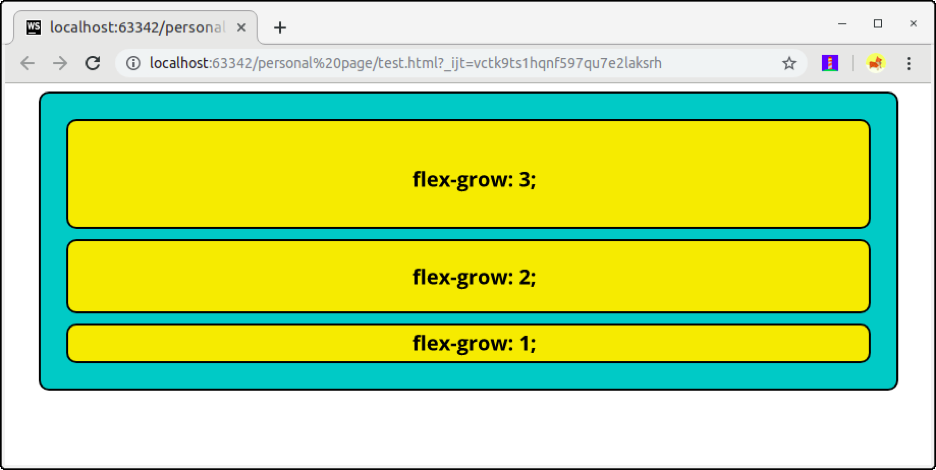 WS localhost:63342/personal
localhost:63342/personal%20page/test.html?_ijt=vctk9ts1hqnf597qu7e2laksrh
flex-grow: 3;
flex-grow: 2;
flex-grow: 1;